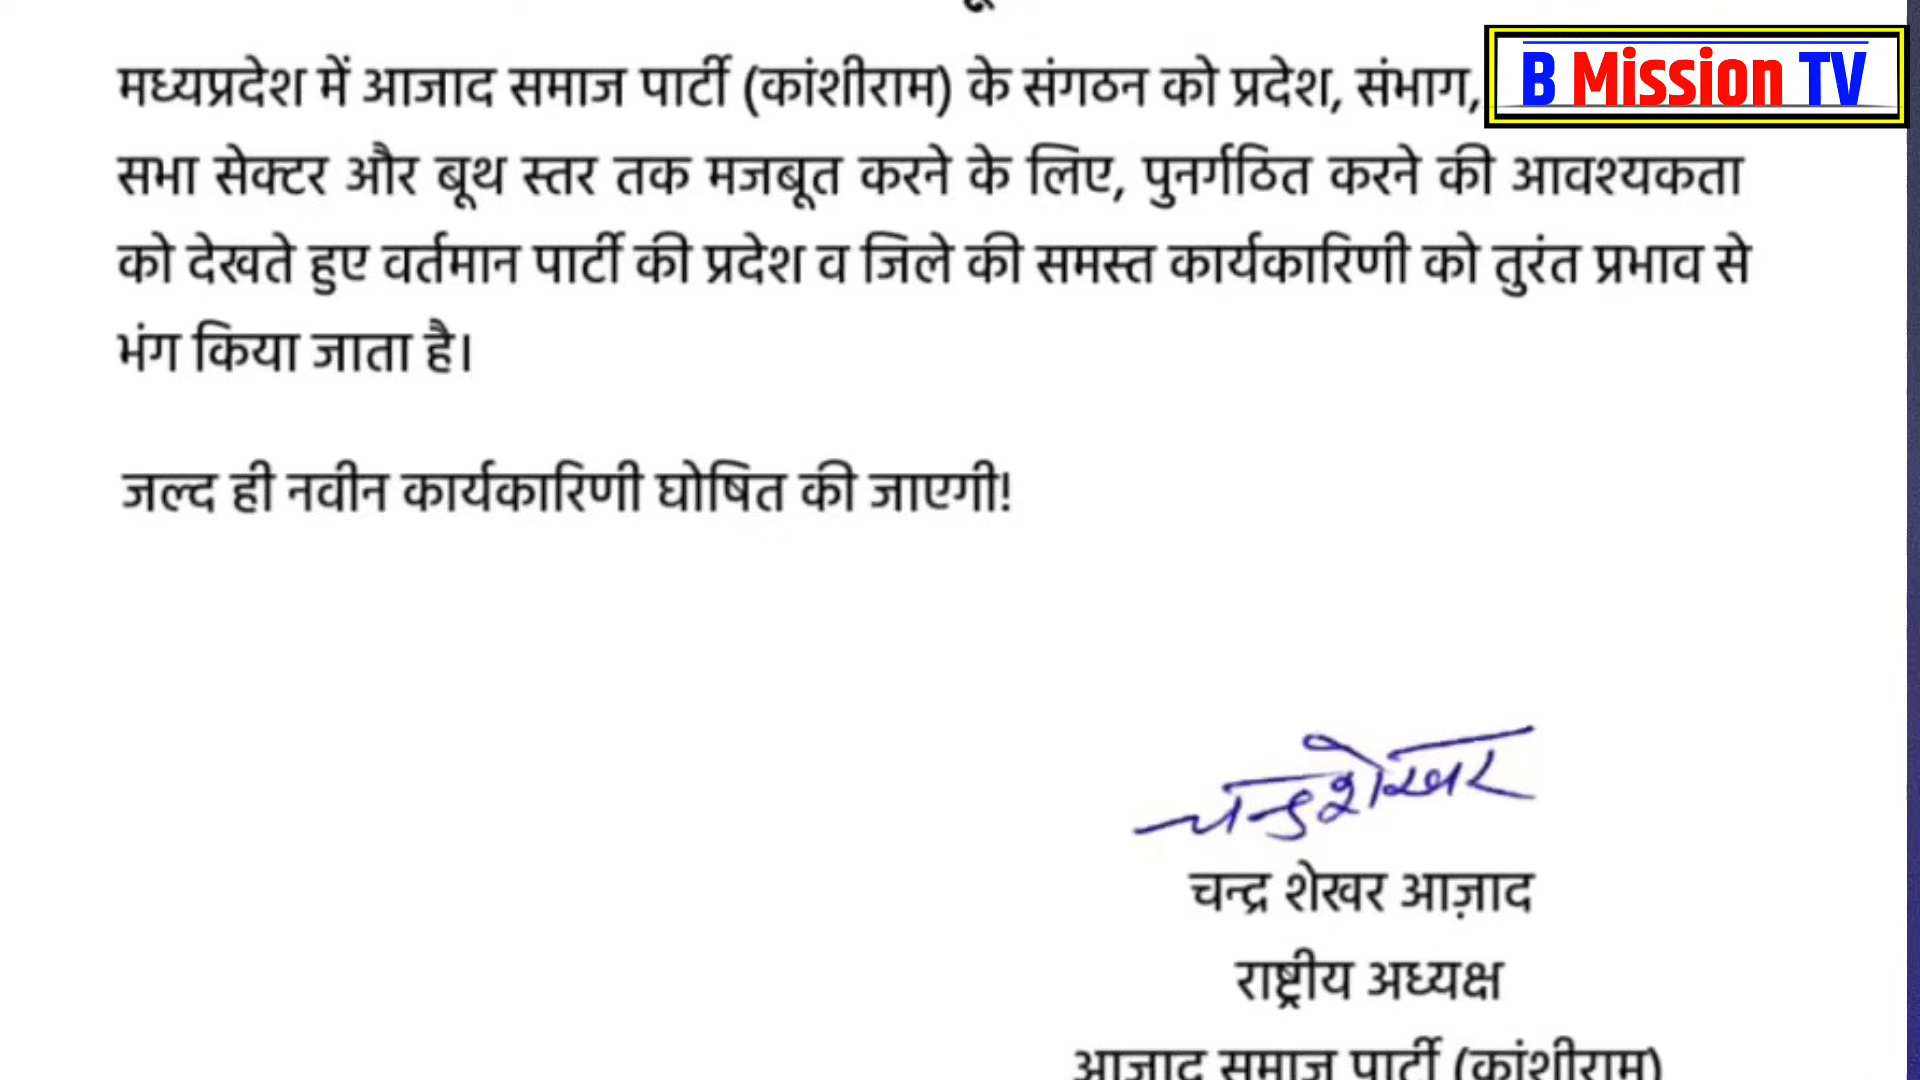 B Mission TV
मध्यप्रदेश में आजाद समाज पार्टी (कांशीराम) के संगठन को प्रदेश, संभाग,
सभा सेक्टर और बूथ स्तर तक मजबूत करने के लिए, पुनर्गठित करने की आवश्यकता
को देखते हुए वर्तमान पार्टी की प्रदेश व जिले की समस्त कार्यकारिणी को तुरंत प्रभाव से
भंग किया जाता है।
जल्द ही नवीन कार्यकारिणी घोषित की जाएगी!
चन्द्रशेखर
चन्द्र शेखर आज़ाद
राष्ट्रीय अध्यक्ष
आजाद समाज पार्टी (कांशीराम)